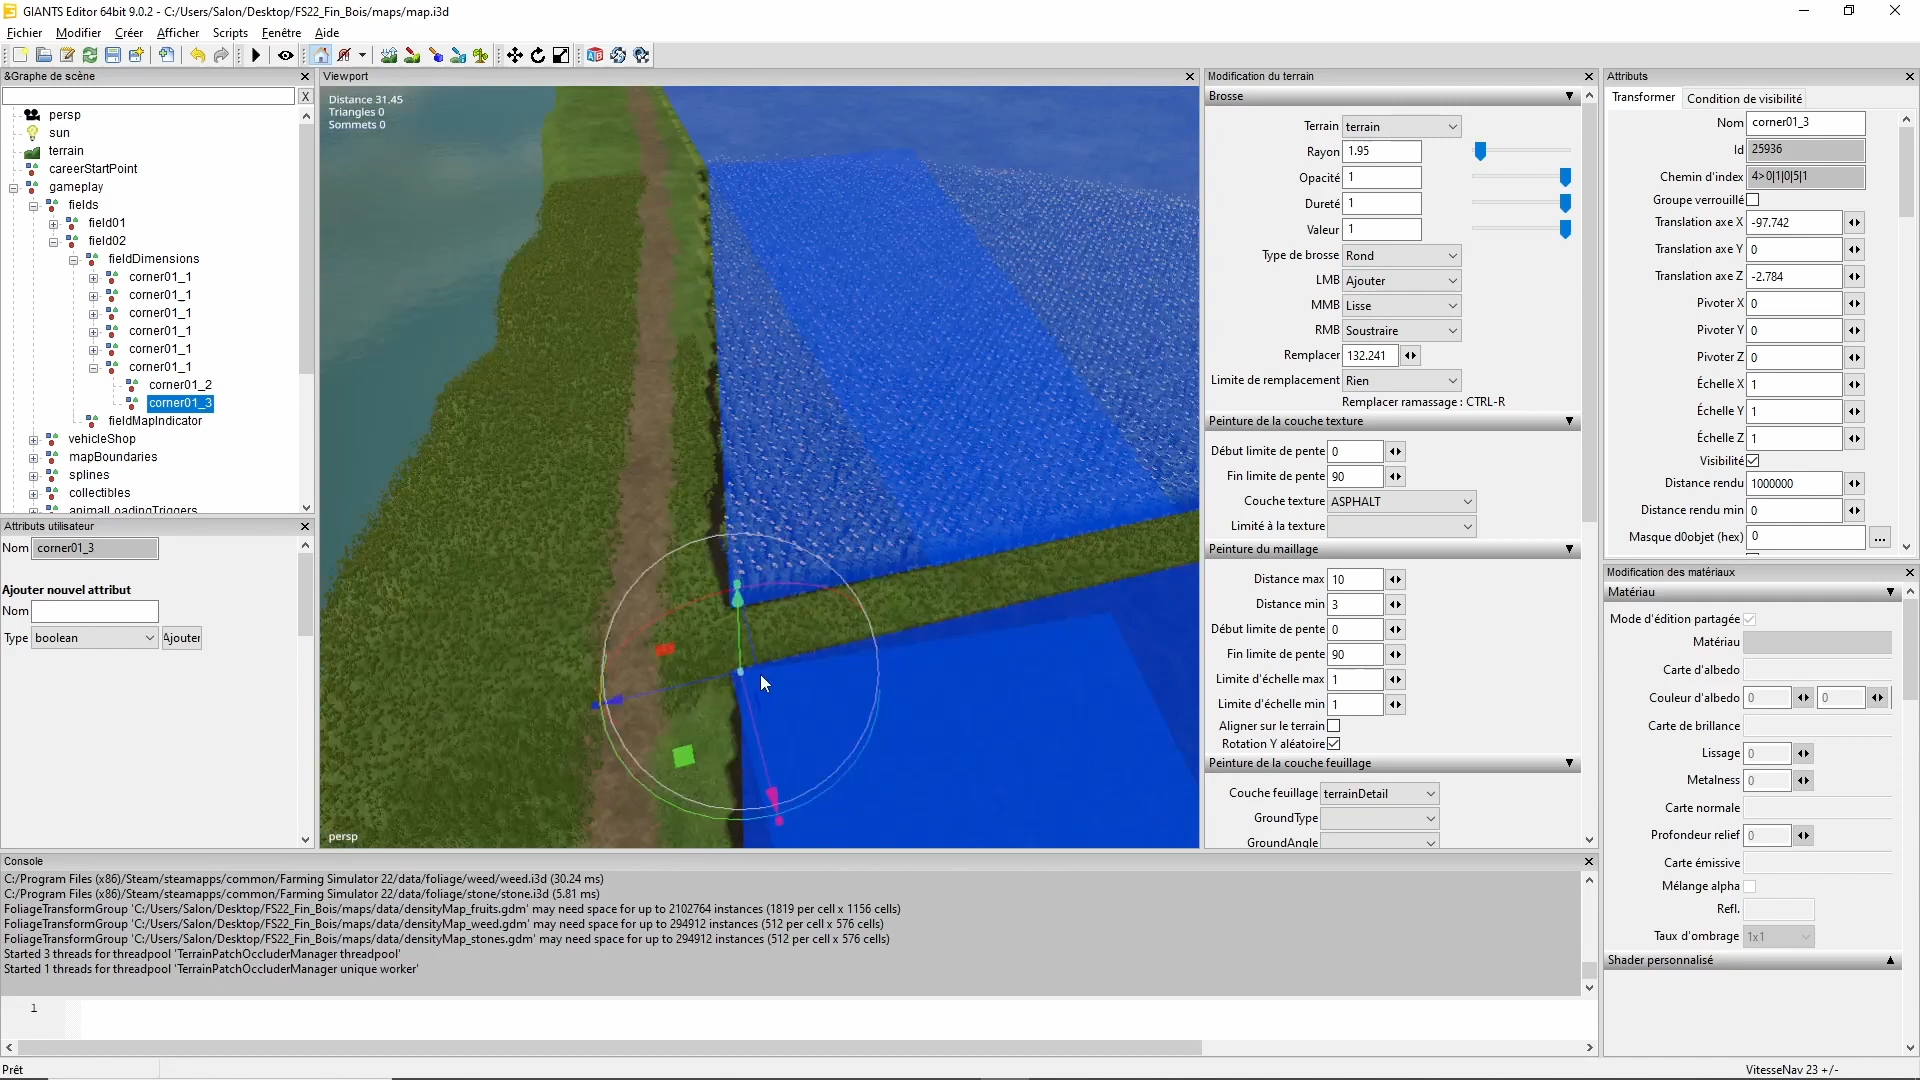 GIANTS Editor 64bit 9.0.2 - C:/Users/Salon/Desktop/FS22_Fin_Bois/maps/map.i3d
Fichier Modifier Créer Afficher Scripts Fenêtre Aide
&Graphe de scène
X
persp
sun
terrain
careerStartPoint
gameplay
fields
field01
field02
fieldDimensions
corner01_1
corner01_1
corner01_1
corner01_1
corner01_1
corner01_1
corner01_2
corner01_3
fieldMapIndicator
vehicleShop
mapBoundaries
splines
collectibles
animalLoadingTriggers
Attributs utilisateur
Nom corner01_3
Ajouter nouvel attribut
Nom
Type boolean Ajouter
Viewport
Distance 31.45
Triangles 0
Sommets 0
persp
Modification du terrain
Brosse
Terrain terrain
Rayon 1.95
Opacité 1
Dureté 1
Valeur 1
Type de brosse Rond
LMB Ajouter
MMB Lisse
RMB Soustraire
Remplacer 132.241
Limite de remplacement Rien
Remplacer ramassage : CTRL-R
Peinture de la couche texture
Début limite de pente 0
Fin limite de pente 90
Couche texture ASPHALT
Limité à la texture
Peinture du maillage
Distance max 10
Distance min 3
Début limite de pente 0
Fin limite de pente 90
Limite d'échelle max 1
Limite d'échelle min 1
Aligner sur le terrain
Rotation Y aléatoire
Peinture de la couche feuillage
Couche feuillage terrainDetail
GroundType
GroundAngle
Attributs
Transformer Condition de visibilité
Nom corner01_3
Id 25936
Chemin d'index 4>0|1|0|5|1
Groupe verrouillé
Translation axe X -97.742
Translation axe Y 0
Translation axe Z -2.784
Pivoter X 0
Pivoter Y 0
Pivoter Z 0
Échelle X 1
Échelle Y 1
Échelle Z 1
Visibilité
Distance rendu 1000000
Distance rendu min 0
Masque d0objet (hex) 0 ...
Modification des matériaux
Matériau
Mode d'édition partagée
Matériau
Carte d'albedo
Couleur d'albedo 0 0
Carte de brillance
Lissage 0
Metalness 0
Carte normale
Profondeur relief 0
Carte émissive
Mélange alpha
Refl.
Taux d'ombrage 1x1
Shader personnalisé
Console
C:/Program Files (x86)/Steam/steamapps/common/Farming Simulator 22/data/foliage/weed/weed.i3d (30.24 ms)
C:/Program Files (x86)/Steam/steamapps/common/Farming Simulator 22/data/foliage/stone/stone.i3d (5.81 ms)
FoliageTransformGroup 'C:/Users/Salon/Desktop/FS22_Fin_Bois/maps/data/densityMap_fruits.gdm' may need space for up to 2102764 instances (1819 per cell x 1156 cells)
FoliageTransformGroup 'C:/Users/Salon/Desktop/FS22_Fin_Bois/maps/data/densityMap_weed.gdm' may need space for up to 294912 instances (512 per cell x 576 cells)
FoliageTransformGroup 'C:/Users/Salon/Desktop/FS22_Fin_Bois/maps/data/densityMap_stones.gdm' may need space for up to 294912 instances (512 per cell x 576 cells)
Started 3 threads for threadpool 'TerrainPatchOccluderManager threadpool'
Started 1 threads for threadpool 'TerrainPatchOccluderManager unique worker'
1
Prêt
VitesseNav 23 +/-